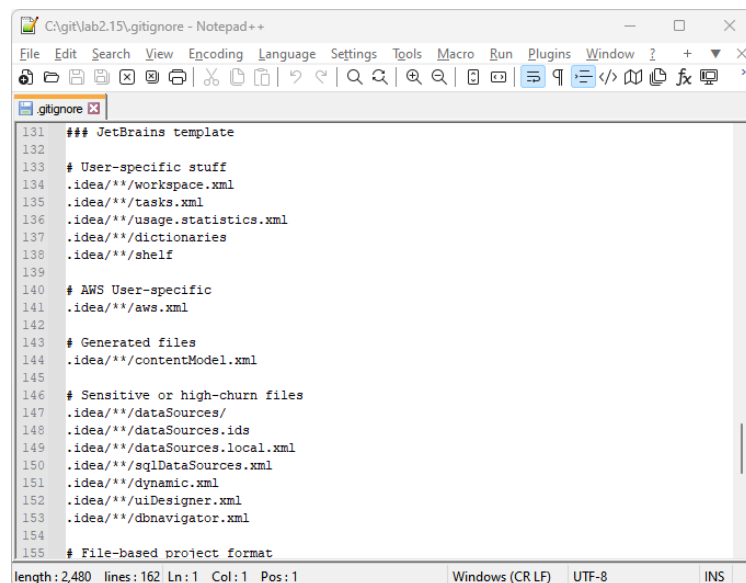 C:\git\lab2.15\.gitignore - Notepad++
File Edit Search View Encoding Language Settings Tools Macro Run Plugins Window ? + ▼ X
.gitignore
131 ### JetBrains template
132
133 # User-specific stuff
134 .idea/**/workspace.xml
135 .idea/**/tasks.xml
136 .idea/**/usage.statistics.xml
137 .idea/**/dictionaries
138 .idea/**/shelf
139
140 # AWS User-specific
141 .idea/**/aws.xml
142
143 # Generated files
144 .idea/**/contentModel.xml
145
146 # Sensitive or high-churn files
147 .idea/**/dataSources/
148 .idea/**/dataSources.ids
149 .idea/**/dataSources.local.xml
150 .idea/**/sqlDataSources.xml
151 .idea/**/dynamic.xml
152 .idea/**/uiDesigner.xml
153 .idea/**/dbnavigator.xml
154
155 # File-based project format
length : 2,480 lines : 162 Ln : 1 Col : 1 Pos : 1 Windows (CR LF) UTF-8 INS